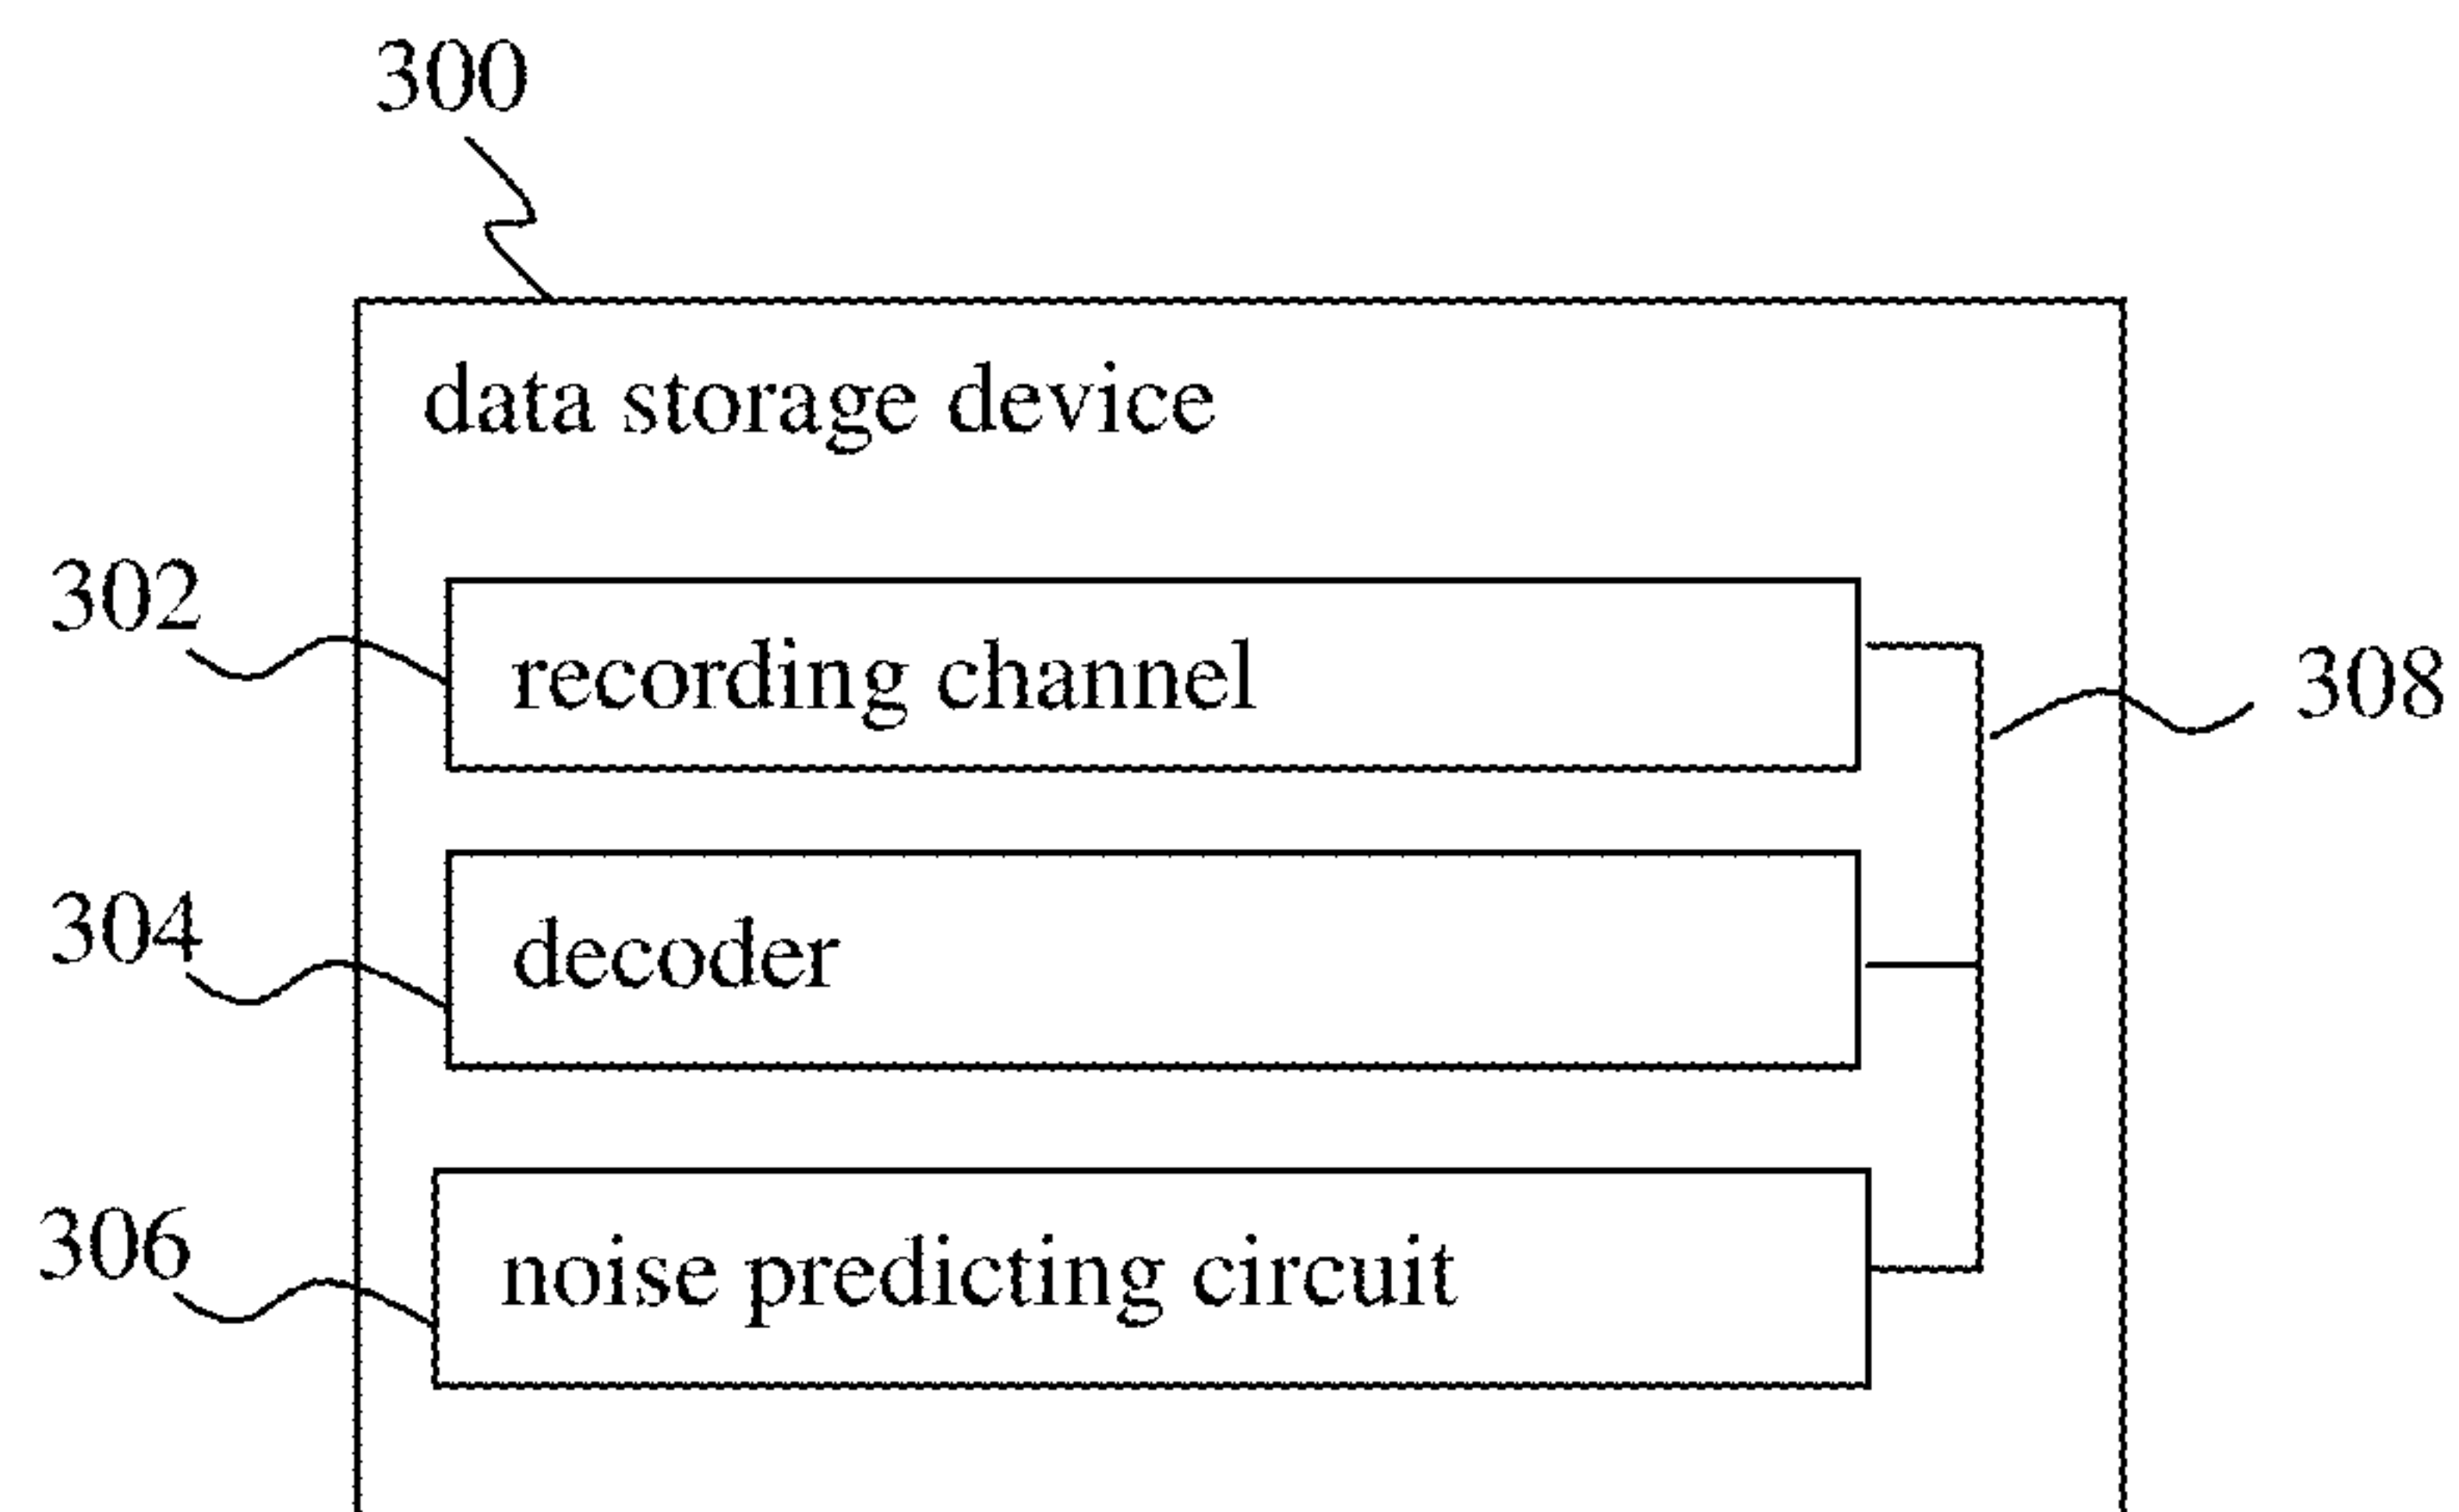 300
data storage device
302
recording channel
308
304
decoder
306
noise predicting circuit